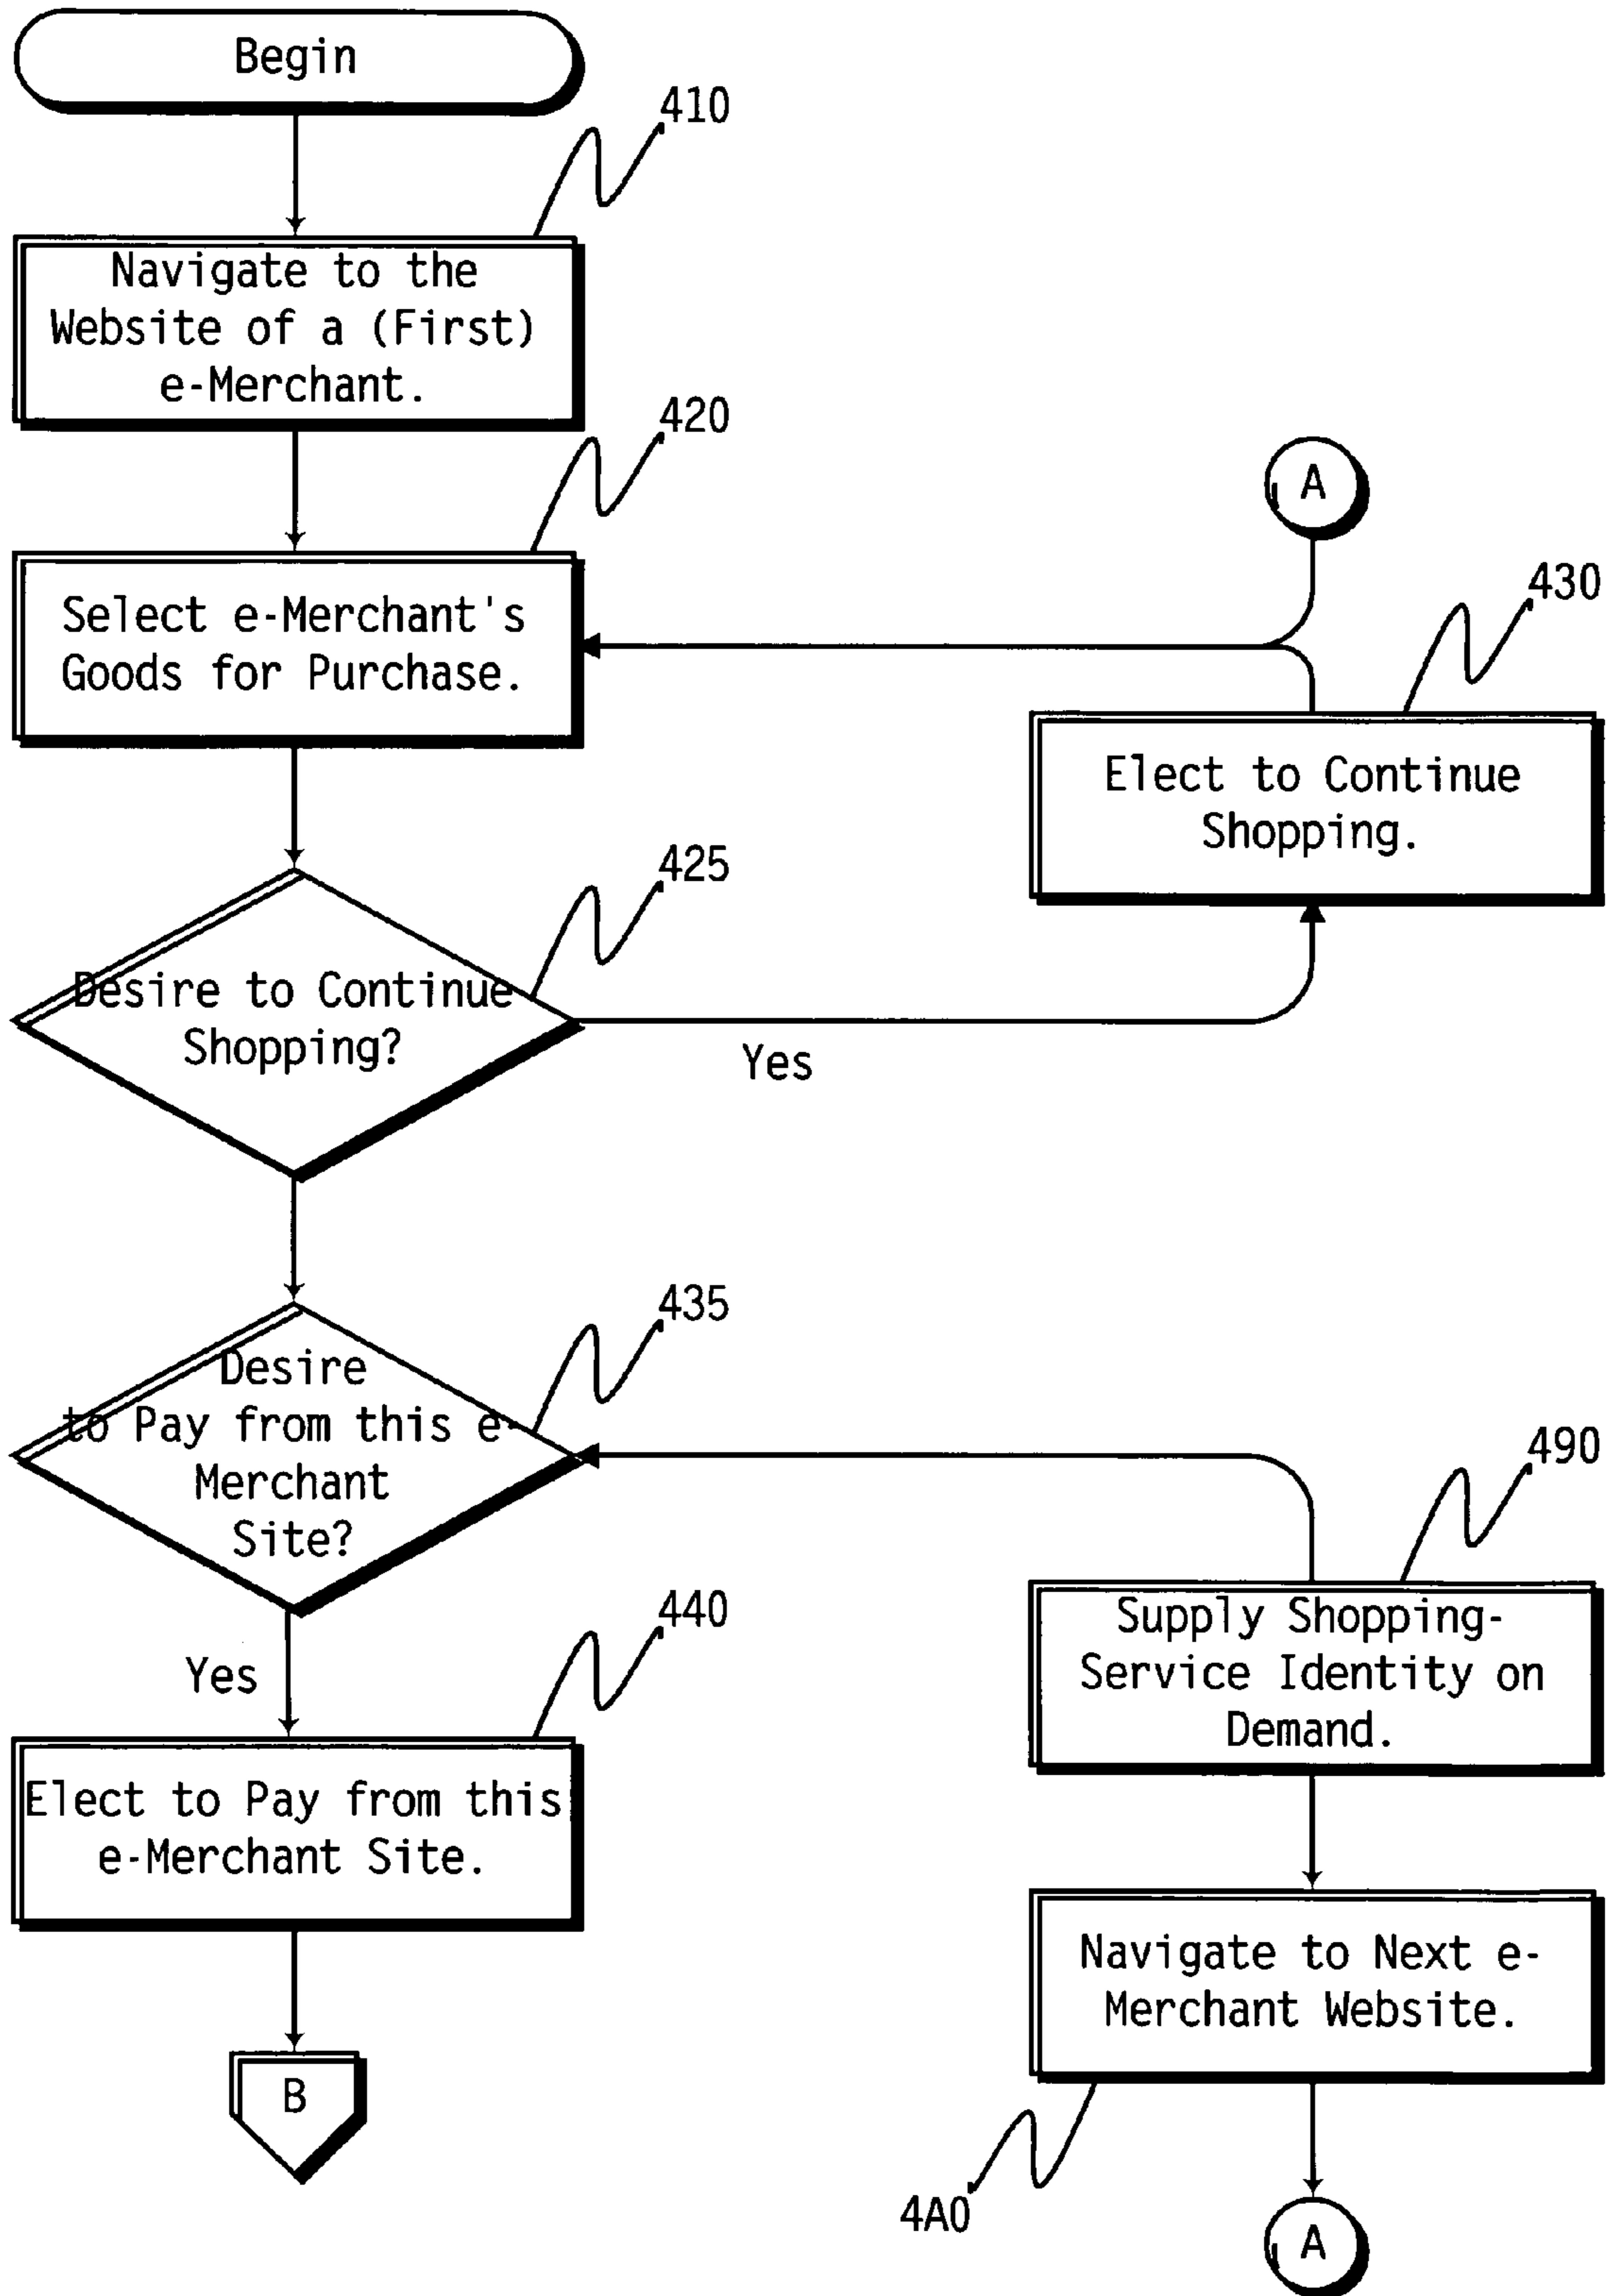 Begin
410
Navigate to the
Website of a (First)
e-Merchant.
420
A
Select e-Merchant's
Goods for Purchase.
430
Elect to Continue
Shopping.
425
Desire to Continue
Shopping?
Yes
435
Desire
to Pay from this e-
Merchant
Site?
490
Supply Shopping-
Service Identity on
Demand.
440
Yes
Elect to Pay from this
e-Merchant Site.
Navigate to Next e-
Merchant Website.
B
4A0
A